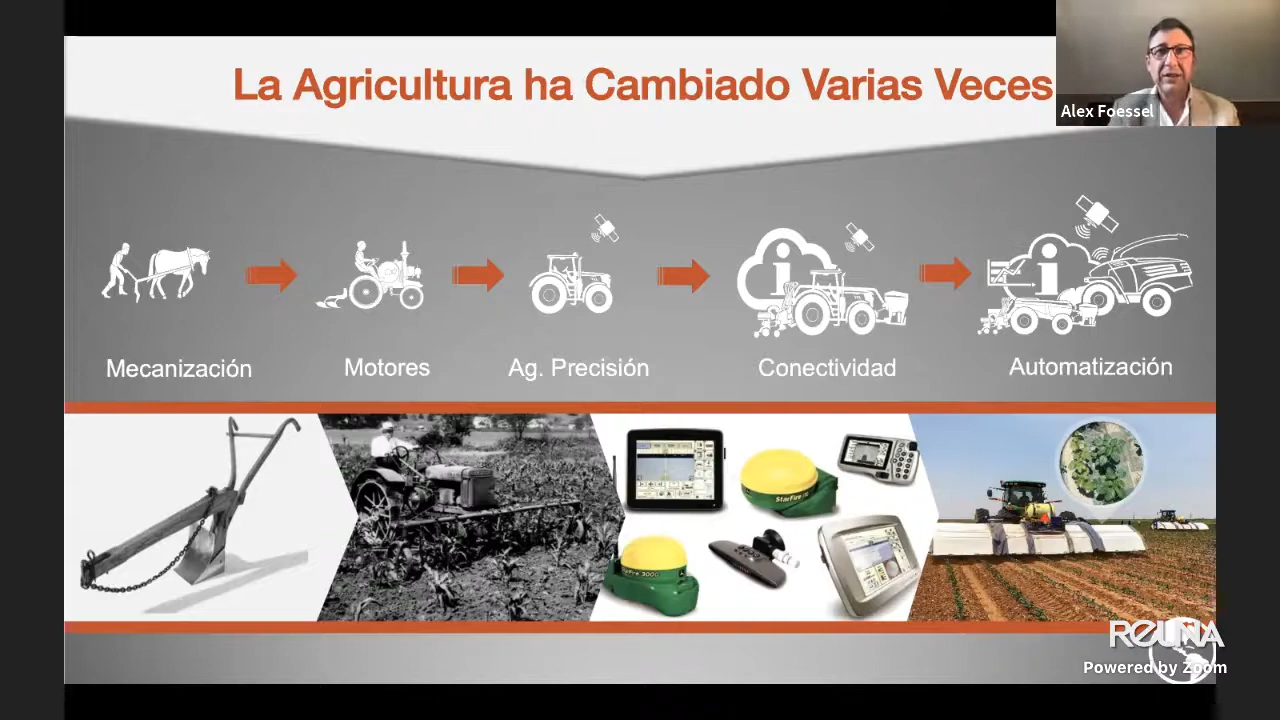 La Agricultura ha Cambiado Varias Veces
Alex Foessel
Mecanización
Motores
Ag. Precisión
Conectividad
Automatización
StarFire
StarFire 3000
REUNA
Powered by Zoom